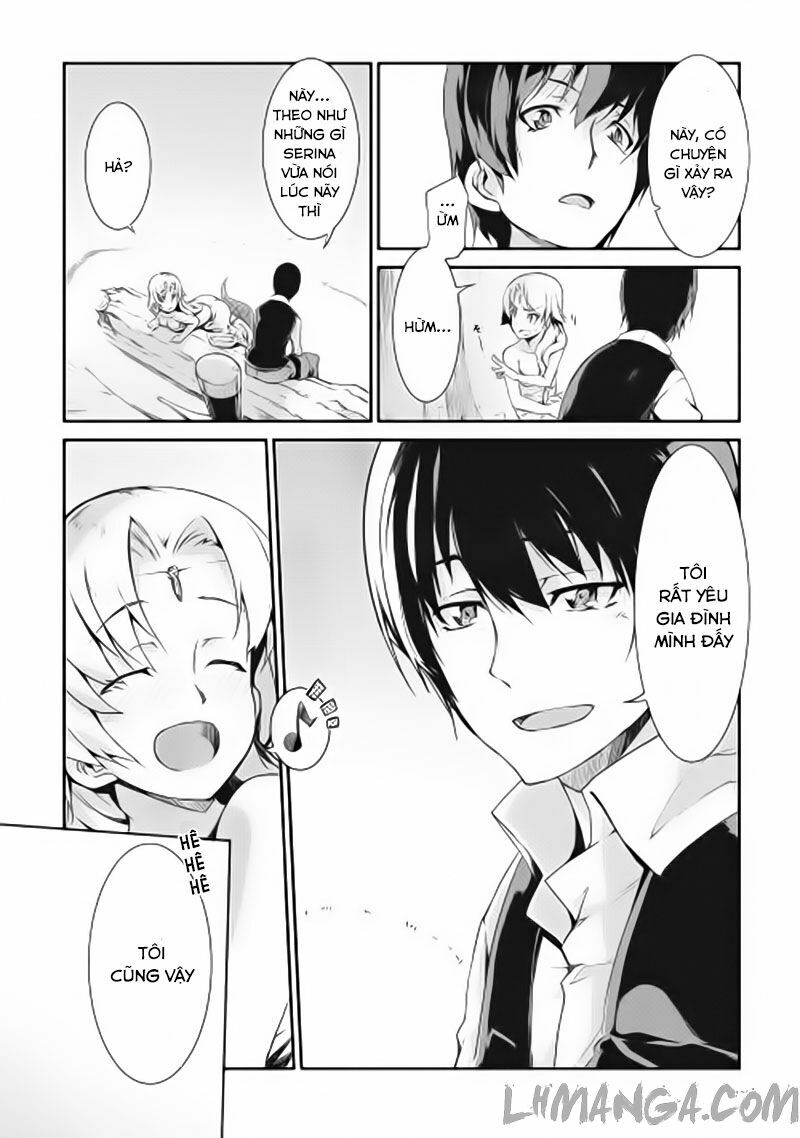 NÀY, CÓ
CHUYỆN
GÌ XẢY RA
VẬY?
...
ỪM
HỪM...
NÀY...
THEO NHƯ
NHỮNG GÌ
SERINA
VỪA NÓI
LÚC NÃY
THÌ
HẢ?
TÔI
RẤT YÊU
GIA ĐÌNH
MÌNH ĐẤY
HÊ
HÊ
HÊ
TÔI
CŨNG VẬY
LHMANGA.COM